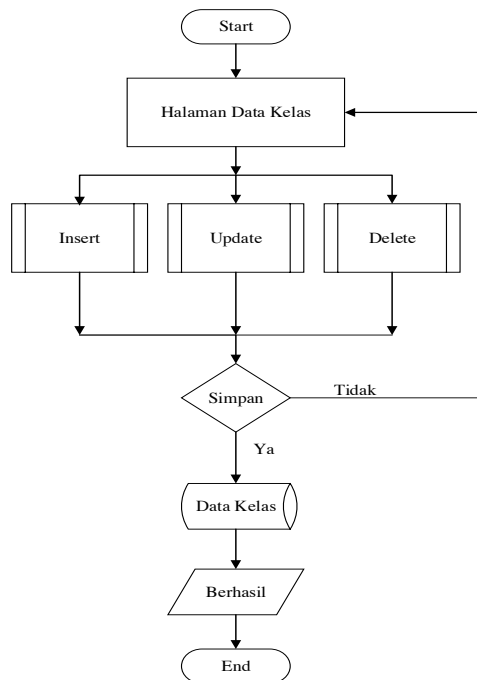 Start
Halaman Data Kelas
Insert
Update
Delete
Simpan
Tidak
Ya
Data Kelas
Berhasil
End